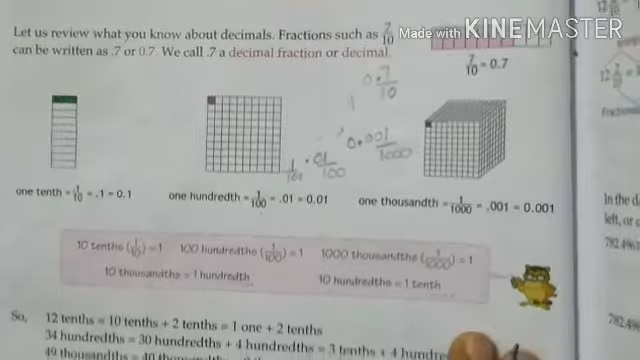 Let us review what you know about decimals. Fractions such as 7/10
can be written as .7 or 0.7. We call .7 a decimal fraction or decimal.
Made with KINEMASTER
7/10 = 0.7
0.7/10
0.001/1000
.01/100
one tenth = 1/10 = .1 = 0.1
one hundredth = 1/100 = .01 = 0.01
one thousandth = 1/1000 = .001 = 0.001
10 tenths (1/10) = 1 100 hundredths (1/100) = 1 1000 thousandths (1/1000) = 1
10 thousandths = 1 hundredth 10 hundredths = 1 tenth
So, 12 tenths = 10 tenths + 2 tenths = 1 one + 2 tenths
34 hundredths = 30 hundredths + 4 hundredths = 3 tenths + 4 hundre
49 thousandths = 40
In the d
left, or
782.496
782.496